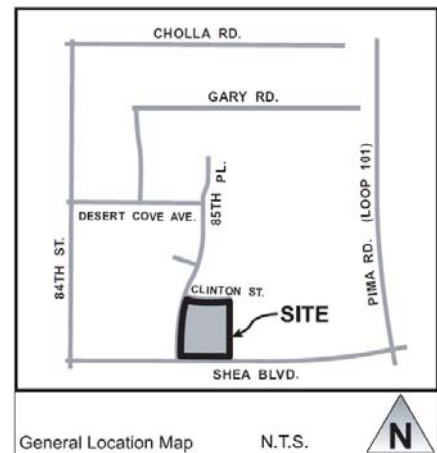 CHOLLA RD.
GARY RD.
85TH PL.
PIMA RD. (LOOP 101)
DESERT COVE AVE.
84TH ST.
CLINTON ST.
SITE
SHEA BLVD.
General Location Map N.T.S. N